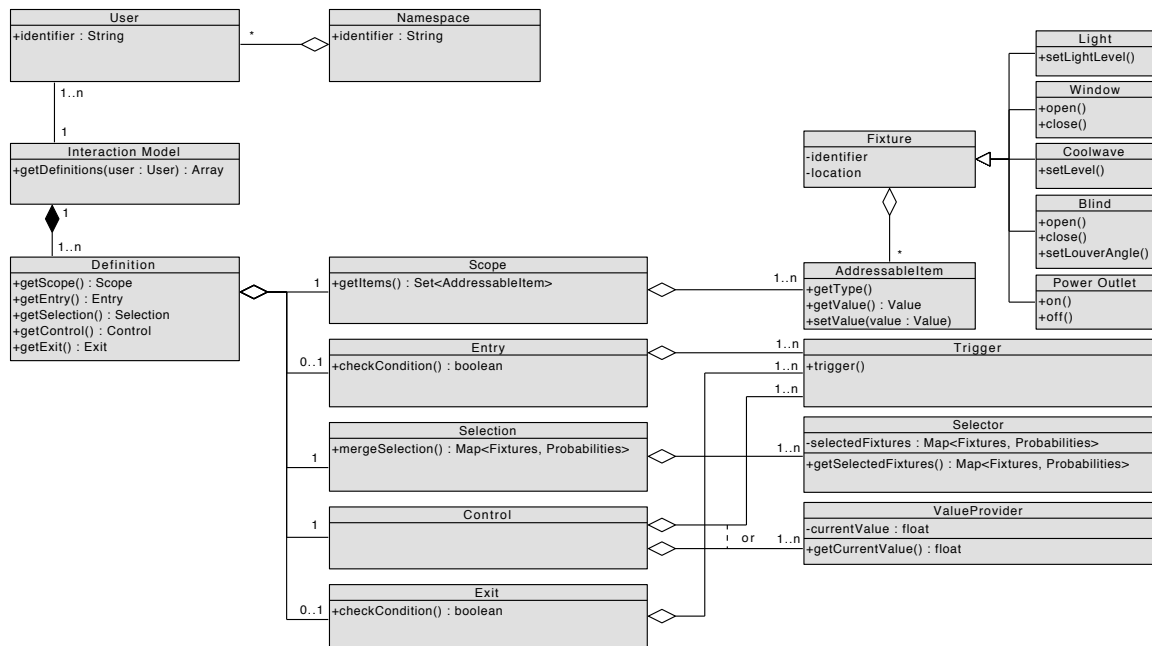 User
+identifier : String
*
Namespace
+identifier : String
1..n
1
Interaction Model
+getDefinitions(user : User) : Array
1
1..n
Definition
+getScope() : Scope
+getEntry() : Entry
+getSelection() : Selection
+getControl() : Control
+getExit() : Exit
1
Scope
+getItems() : Set<AddressableItem>
1..n
0..1
Entry
+checkCondition() : boolean
1..n
1
Selection
+mergeSelection() : Map<Fixtures, Probabilities>
1..n
1
Control
or
1..n
1..n
0..1
Exit
+checkCondition() : boolean
1..n
Fixture
-identifier
-location
*
AddressableItem
+getType()
+getValue() : Value
+setValue(value : Value)
Trigger
+trigger()
Selector
-selectedFixtures : Map<Fixtures, Probabilities>
+getSelectedFixtures() : Map<Fixtures, Probabilities>
ValueProvider
-currentValue : float
+getCurrentValue() : float
Light
+setLightLevel()
Window
+open()
+close()
Coolwave
+setLevel()
Blind
+open()
+close()
+setLouverAngle()
Power Outlet
+on()
+off()